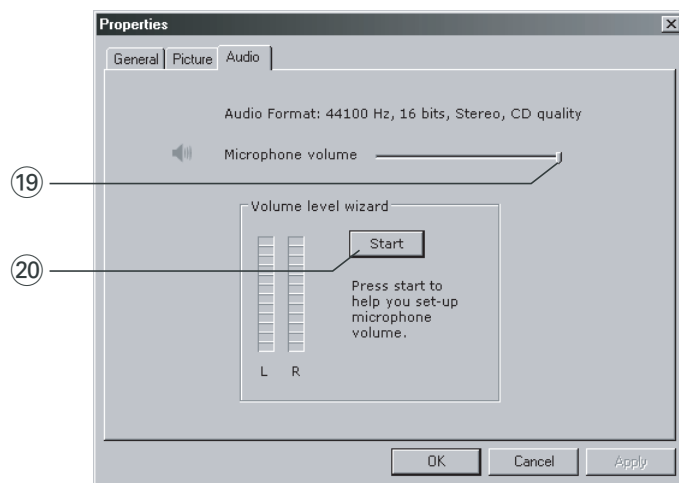 Properties
General Picture Audio
Audio Format: 44100 Hz, 16 bits, Stereo, CD quality
Microphone volume
19
Volume level wizard
Start
20
Press start to
help you set-up
microphone
volume.
L R
OK Cancel Apply